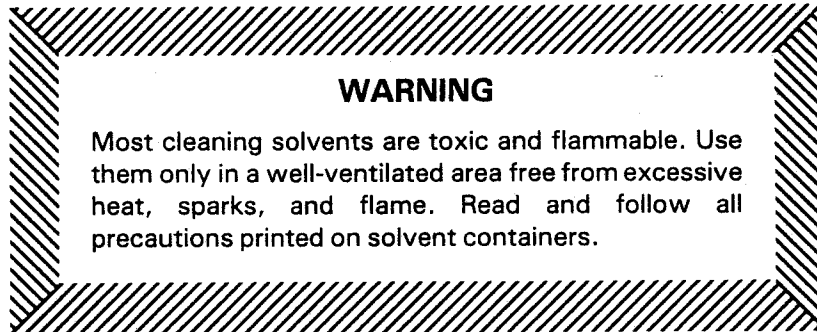 WARNING
Most cleaning solvents are toxic and flammable. Use
them only in a well-ventilated area free from excessive
heat, sparks, and flame. Read and follow all
precautions printed on solvent containers.